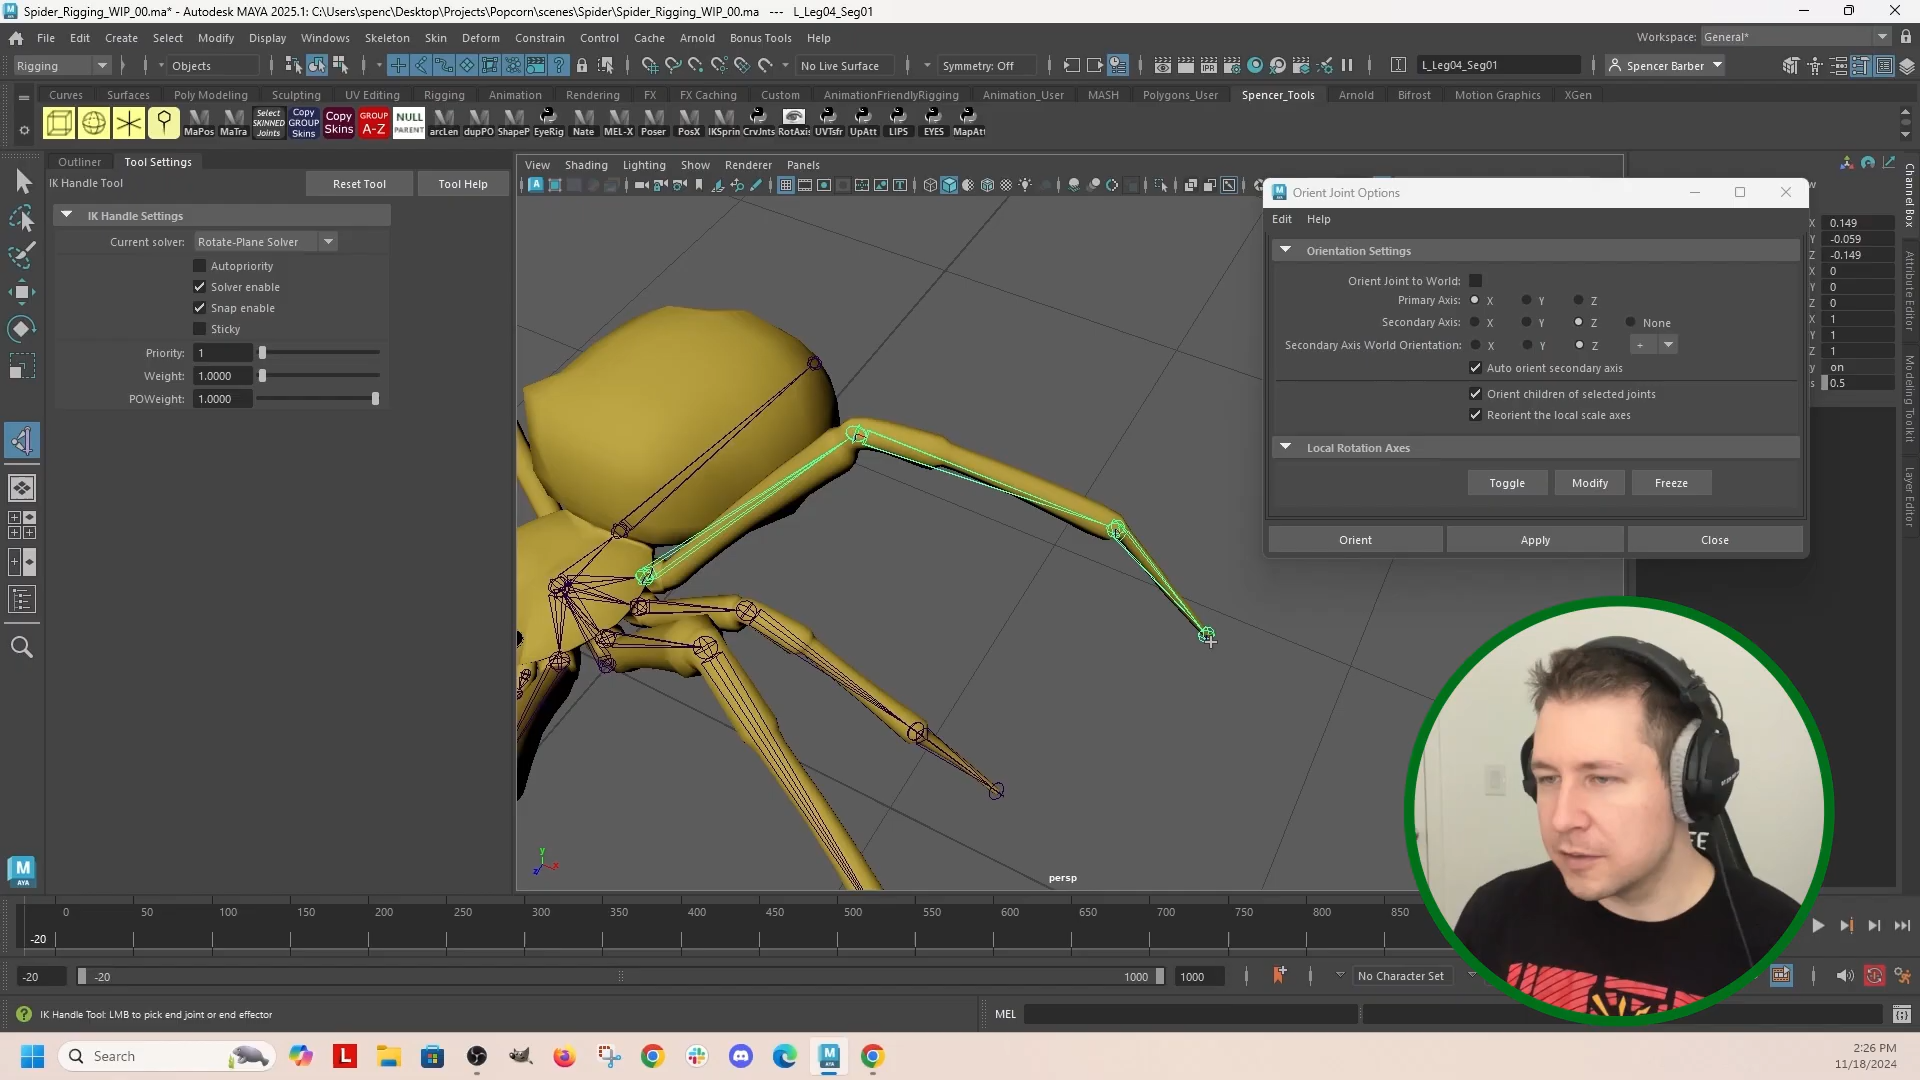 Spider_Rigging_WIP_00.ma* - Autodesk MAYA 2025.1: C:\Users\spenc\Desktop\Projects\Popcorn\scenes\Spider\Spider_Rigging_WIP_00.ma --- L_Leg04_Seg01
File Edit Create Select Modify Display Windows Skeleton Skin Deform Constrain Control Cache Arnold Bonus Tools Help
Workspace: General*
Rigging Objects No Live Surface Symmetry: Off L_Leg04_Seg01 Spencer Barber
Curves Surfaces Poly Modeling Sculpting UV Editing Rigging Animation Rendering FX FX Caching Custom AnimationFriendlyRigging Animation_User MASH Polygons_User Spencer_Tools Arnold Bifrost Motion Graphics XGen
MaPos MaTra Select SKINNED Joints Copy GROUP Skins Copy Skins GROUP A-Z NULL PARENT arcLen dupPO ShapeP EyeRig Nate MEL-X Poser PosX IKSprin CrvJnts RotAxis UVTsfr UpAtt LIPS EYES MapAtt
Outliner Tool Settings
IK Handle Tool Reset Tool Tool Help
IK Handle Settings
Current solver: Rotate-Plane Solver
Autopriority
Solver enable
Snap enable
Sticky
Priority: 1
Weight: 1.0000
POWeight: 1.0000
View Shading Lighting Show Renderer Panels
Orient Joint Options
Edit Help
Orientation Settings
Orient Joint to World:
Primary Axis: X Y Z
Secondary Axis: X Y Z None
Secondary Axis World Orientation: X Y Z +
Auto orient secondary axis
Orient children of selected joints
Reorient the local scale axes
Local Rotation Axes
Toggle Modify Freeze
Orient Apply Close
X 0.149
Y -0.059
Z -0.149
X 0
Y 0
Z 0
X 1
Y 1
Z 1
y on
s 0.5
Channel Box
Attribute Editor
Modeling Toolkit
Layer Editor
y
x
z
persp
M
AYA
0 50 100 150 200 250 300 350 400 450 500 550 600 650 700 750 800 850
-20
-20 -20 1000 1000 No Character Set
IK Handle Tool: LMB to pick end joint or end effector
MEL
Search
L
2:26 PM
11/18/2024